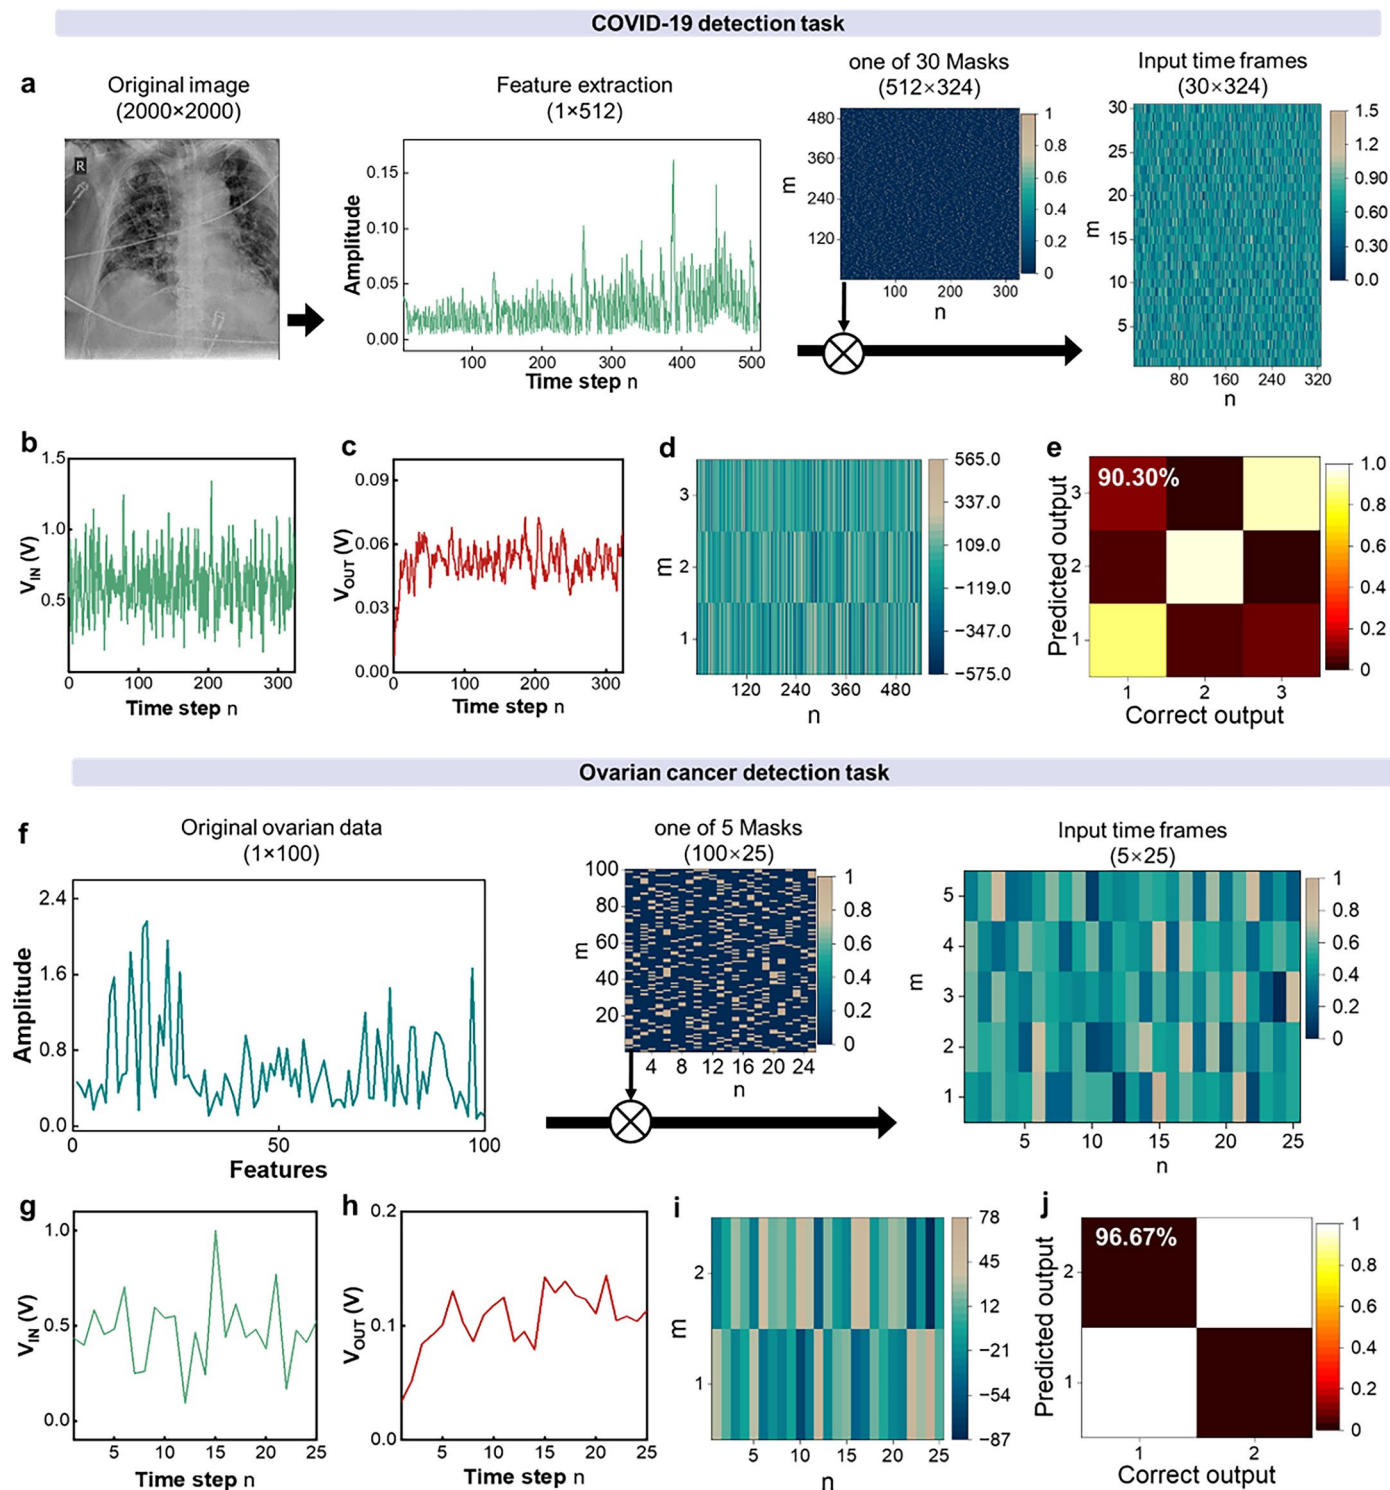 COVID-19 detection task
a
Original image
(2000×2000)
R
Feature extraction
(1×512)
Amplitude
0.15
0.10
0.05
0.00
100 200 300 400 500
Time step n
one of 30 Masks
(512×324)
m
480
360
240
120
100 200 300
n
1
0.8
0.6
0.4
0.2
0
Input time frames
(30×324)
m
30
25
20
15
10
5
80 160 240 320
n
1.5
1.2
0.90
0.60
0.30
0.0
b
V_IN (V)
1.5
1.0
0.5
0 100 200 300
Time step n
c
V_OUT (V)
0.09
0.06
0.03
0.00
0 100 200 300
Time step n
d
m
3
2
1
120 240 360 480
n
565.0
337.0
109.0
−119.0
−347.0
−575.0
e
Predicted output
90.30%
3
2
1
1 2 3
Correct output
1.0
0.8
0.6
0.4
0.2
0
Ovarian cancer detection task
f
Original ovarian data
(1×100)
Amplitude
2.4
1.6
0.8
0.0
0 50 100
Features
one of 5 Masks
(100×25)
m
100
80
60
40
20
4 8 12 16 20 24
n
1
0.8
0.6
0.4
0.2
0
Input time frames
(5×25)
m
5
4
3
2
1
5 10 15 20 25
n
1
0.8
0.6
0.4
0.2
0
g
V_IN (V)
1.0
0.5
0.0
5 10 15 20 25
Time step n
h
V_OUT (V)
0.2
0.1
0.0
5 10 15 20 25
Time step n
i
m
2
1
5 10 15 20 25
n
78
45
12
−21
−54
−87
j
Predicted output
96.67%
2
1
1 2
Correct output
1
0.8
0.6
0.4
0.2
0